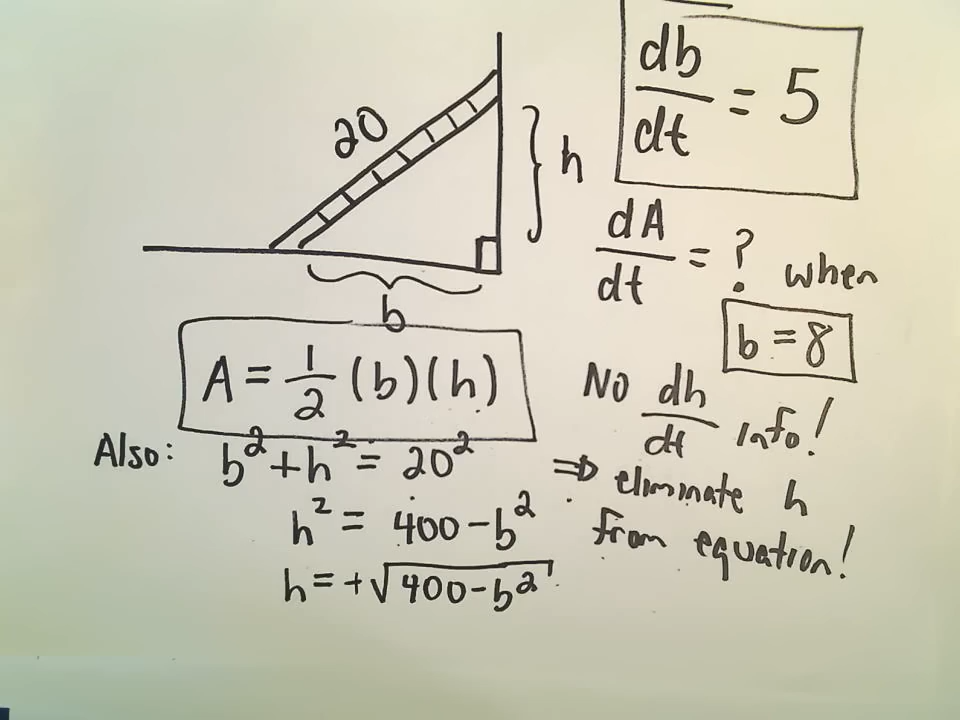 20
h
b
db/dt = 5
dA/dt = ? when
b = 8
A = 1/2 (b)(h)
No dh/dt info!
⇒ eliminate h
from equation!
Also: b² + h² = 20²
h² = 400 - b²
h = +√(400 - b²)